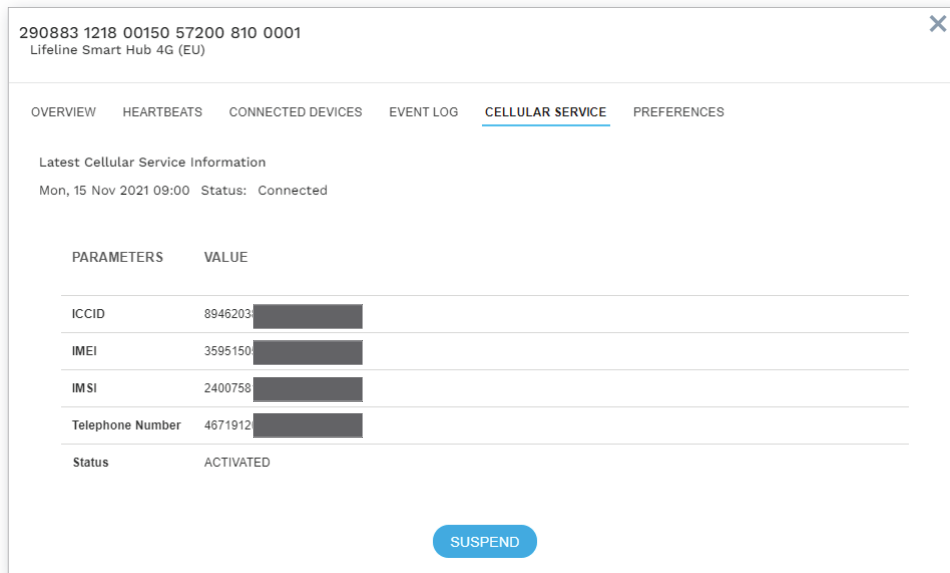 290883 1218 00150 57200 810 0001
Lifeline Smart Hub 4G (EU)
OVERVIEW HEARTBEATS CONNECTED DEVICES EVENT LOG CELLULAR SERVICE PREFERENCES
Latest Cellular Service Information
Mon, 15 Nov 2021 09:00 Status: Connected
PARAMETERS VALUE
ICCID 8946203
IMEI 3595150
IMSI 2400758
Telephone Number 4671912
Status ACTIVATED
SUSPEND